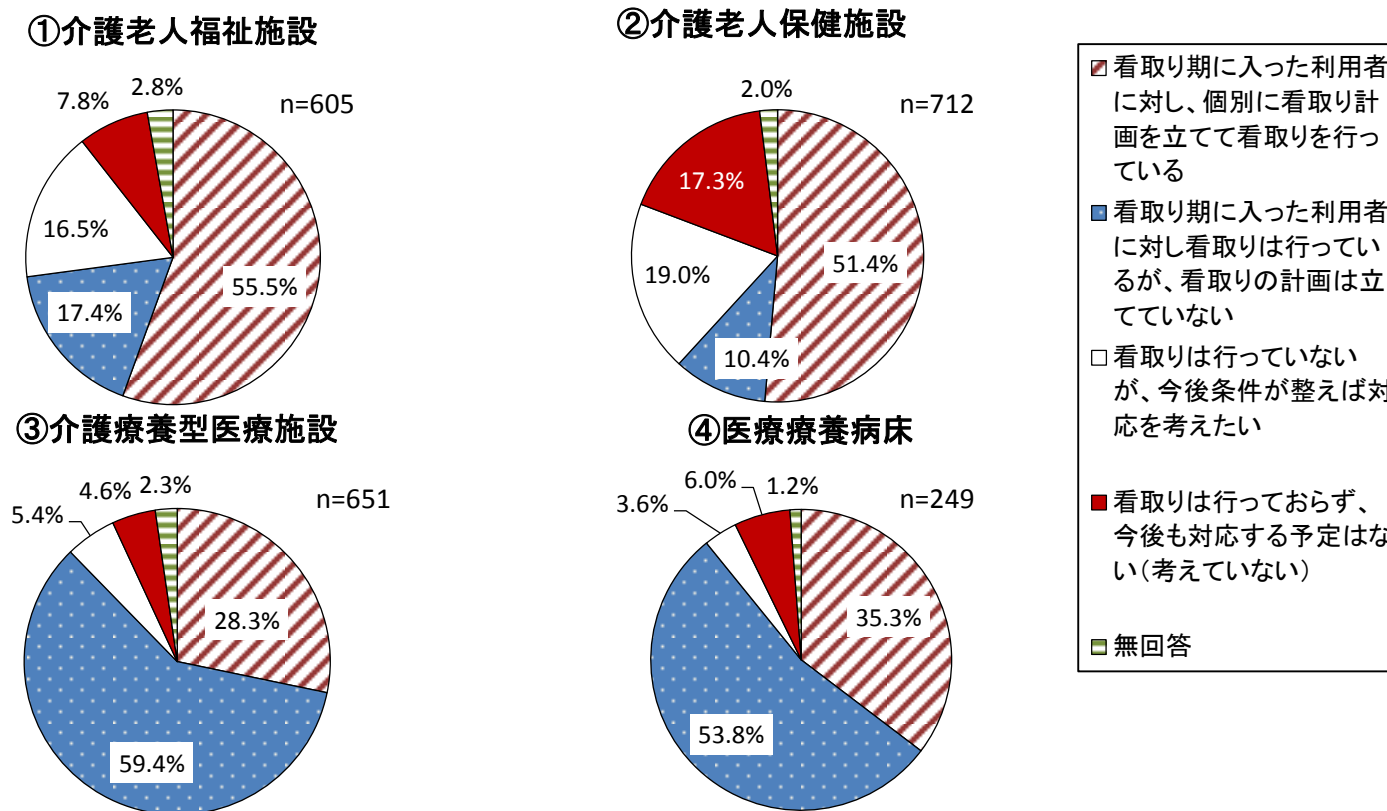 ①介護老人福祉施設
2.8%
7.8%
n=605
16.5%
55.5%
17.4%
②介護老人保健施設
2.0%
n=712
17.3%
19.0%
51.4%
10.4%
③介護療養型医療施設
4.6%
2.3%
n=651
5.4%
28.3%
59.4%
④医療療養病床
6.0%
1.2%
n=249
3.6%
35.3%
53.8%
看取り期に入った利用者
に対し、個別に看取り計
画を立てて看取りを行っ
ている
看取り期に入った利用者
に対し看取りは行ってい
るが、看取りの計画は立
てていない
看取りは行っていない
が、今後条件が整えば対
応を考えたい
看取りは行っておらず、
今後も対応する予定はな
い(考えていない)
無回答